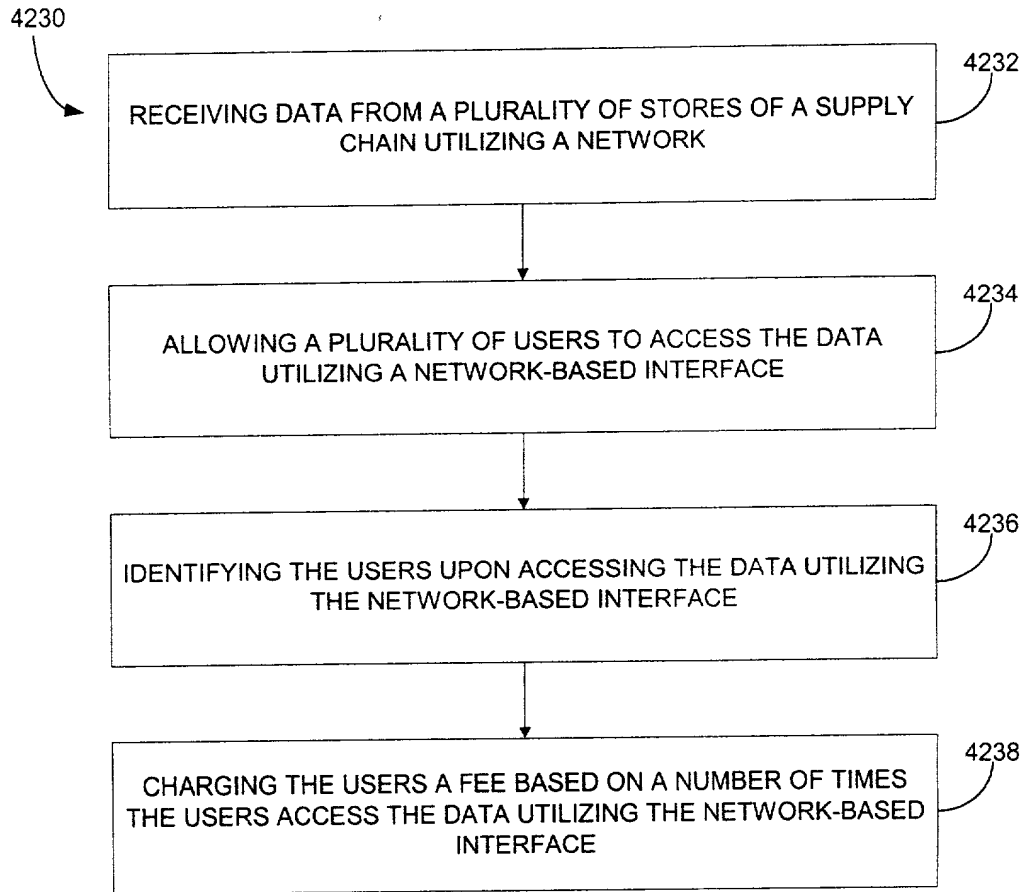 4230
4232
RECEIVING DATA FROM A PLURALITY OF STORES OF A SUPPLY
CHAIN UTILIZING A NETWORK
4234
ALLOWING A PLURALITY OF USERS TO ACCESS THE DATA
UTILIZING A NETWORK-BASED INTERFACE
4236
IDENTIFYING THE USERS UPON ACCESSING THE DATA UTILIZING
THE NETWORK-BASED INTERFACE
4238
CHARGING THE USERS A FEE BASED ON A NUMBER OF TIMES
THE USERS ACCESS THE DATA UTILIZING THE NETWORK-BASED
INTERFACE